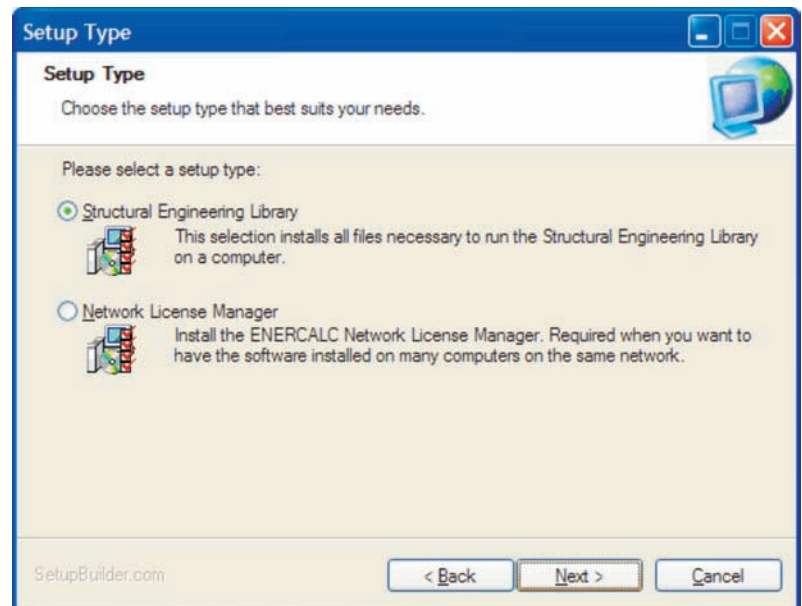 Setup Type
Setup Type
Choose the setup type that best suits your needs.
Please select a setup type:
Structural Engineering Library
This selection installs all files necessary to run the Structural Engineering Library
on a computer.
Network License Manager
Install the ENERCALC Network License Manager. Required when you want to
have the software installed on many computers on the same network.
SetupBuilder.com
< Back
Next >
Cancel